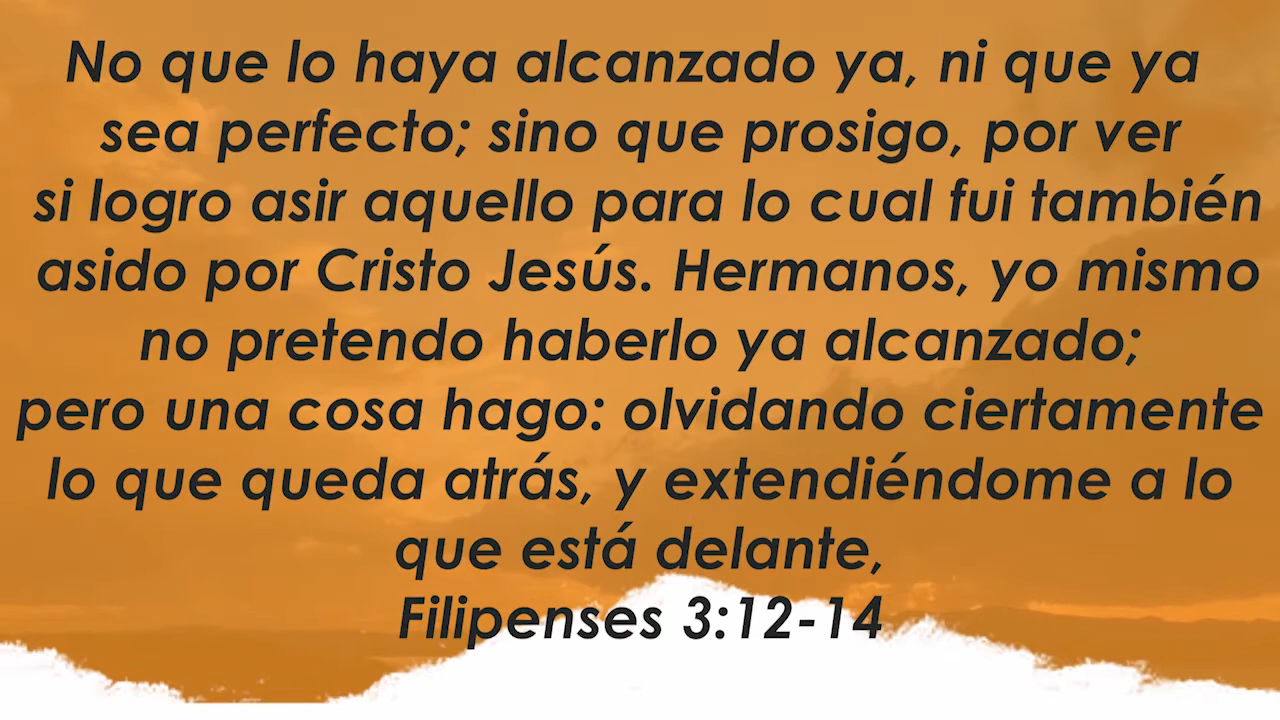 No que lo haya alcanzado ya, ni que ya
sea perfecto; sino que prosigo, por ver
si logro asir aquello para lo cual fui también
asido por Cristo Jesús. Hermanos, yo mismo
no pretendo haberlo ya alcanzado;
pero una cosa hago: olvidando ciertamente
lo que queda atrás, y extendiéndome a lo
que está delante,
Filipenses 3:12-14